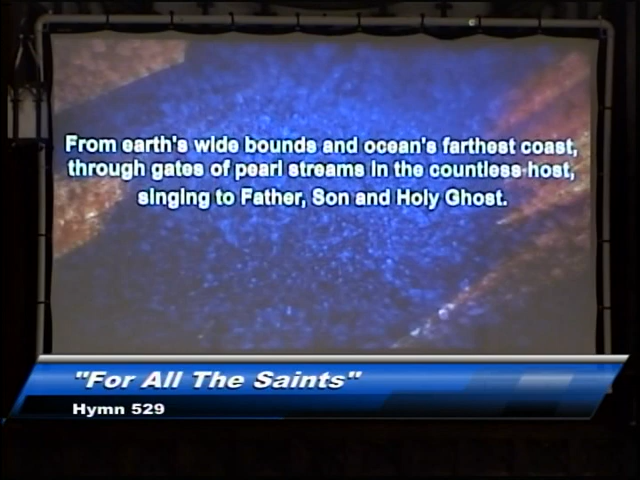 From earth's wide bounds and ocean's farthest coast,
through gates of pearl streams in the countless host,
singing to Father, Son and Holy Ghost.
"For All The Saints"
Hymn 529